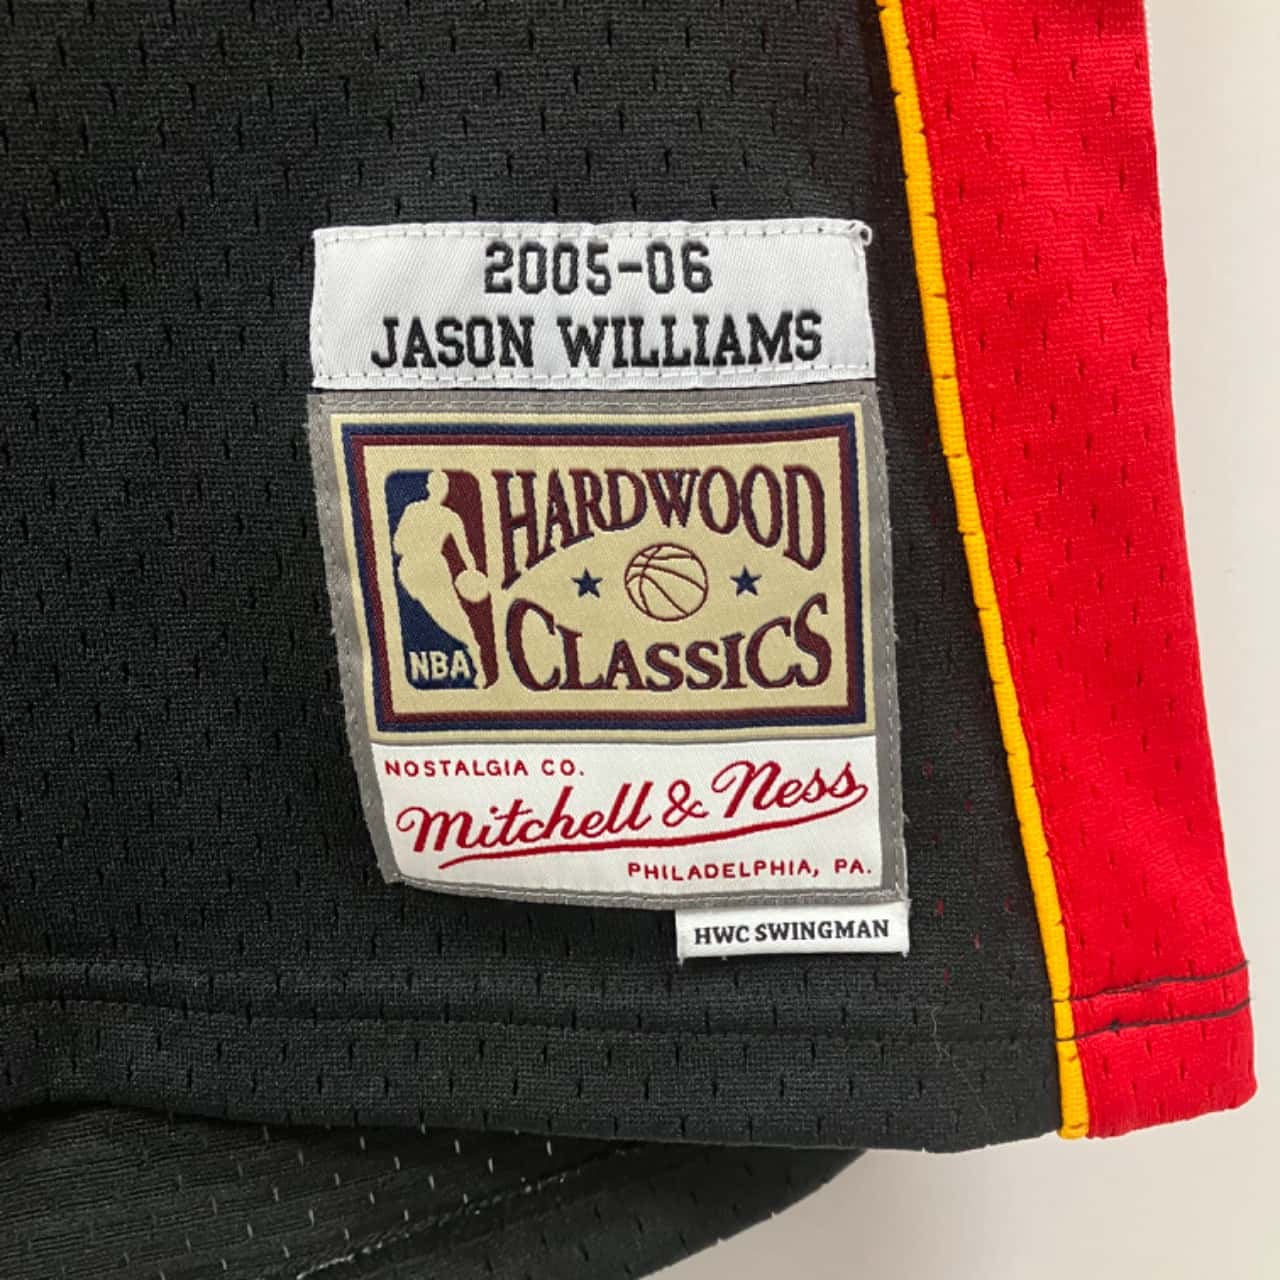 2005-06
JASON WILLIAMS
HARDWOOD
CLASSICS
NBA
NOSTALGIA CO.
Mitchell & Ness
PHILADELPHIA, PA.
HWC SWINGMAN